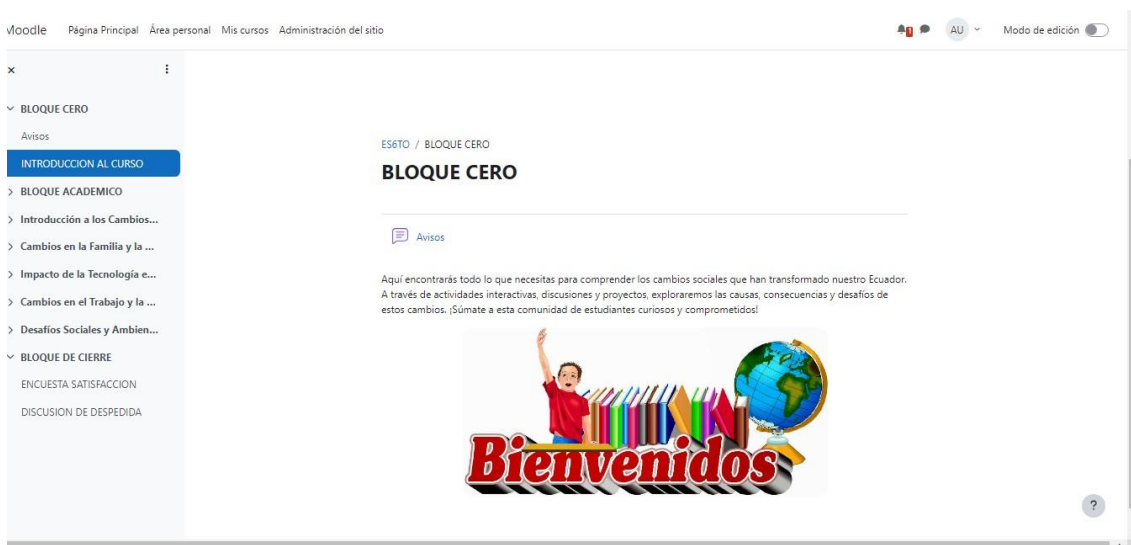 Moodle Página Principal Área personal Mis cursos Administración del sitio 1 AU Modo de edición
BLOQUE CERO
Avisos
INTRODUCCION AL CURSO
BLOQUE ACADEMICO
Introducción a los Cambios...
Cambios en la Familia y la ...
Impacto de la Tecnología e...
Cambios en el Trabajo y la ...
Desafíos Sociales y Ambien...
BLOQUE DE CIERRE
ENCUESTA SATISFACCION
DISCUSION DE DESPEDIDA
ES6TO / BLOQUE CERO
BLOQUE CERO
Avisos
Aquí encontrarás todo lo que necesitas para comprender los cambios sociales que han transformado nuestro Ecuador.
A través de actividades interactivas, discusiones y proyectos, exploraremos las causas, consecuencias y desafíos de
estos cambios. ¡Súmate a esta comunidad de estudiantes curiosos y comprometidos!
Bienvenidos
?